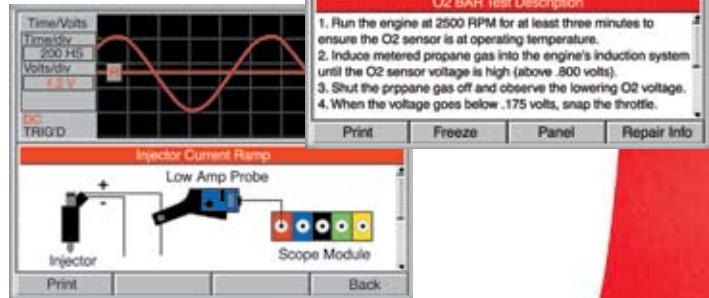 Time/Volts
Time/div
200 HS
Volts/div
1.2 V
DC
TRIG'D
O2 BAR Test Description
1. Run the engine at 2500 RPM for at least three minutes to
ensure the O2 sensor is at operating temperature.
2. Induce metered propane gas into the engine's induction system
until the O2 sensor voltage is high (above .800 volts).
3. Shut the prppane gas off and observe the lowering O2 voltage.
4. When the voltage goes below .175 volts, snap the throttle.
Print Freeze Panel Repair Info
Injector Current Ramp
Low Amp Probe
+
-
Injector
Scope Module
Print Back